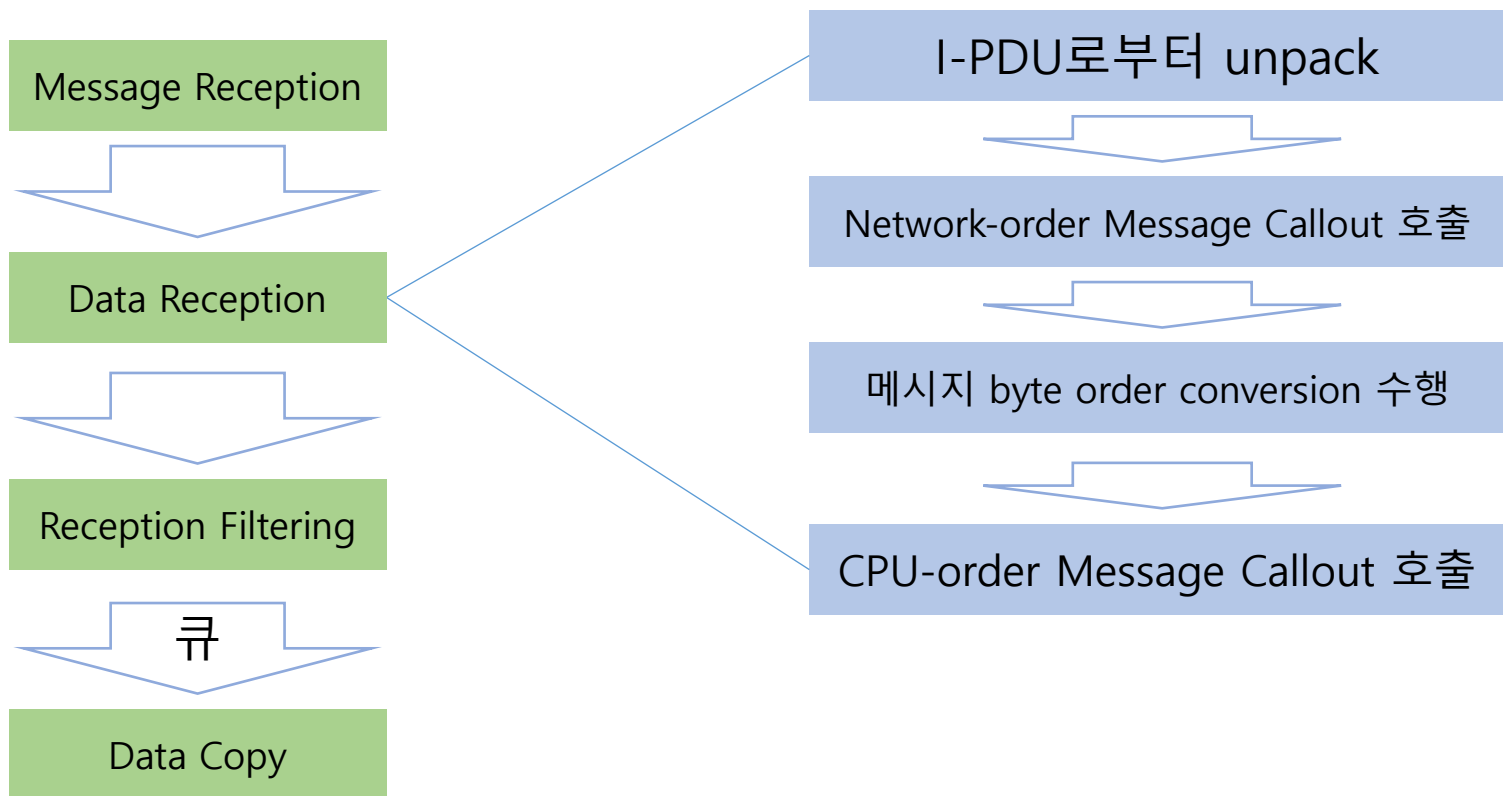 Message Reception
Data Reception
Reception Filtering
큐
Data Copy
I-PDU로부터 unpack
Network-order Message Callout 호출
메시지 byte order conversion 수행
CPU-order Message Callout 호출